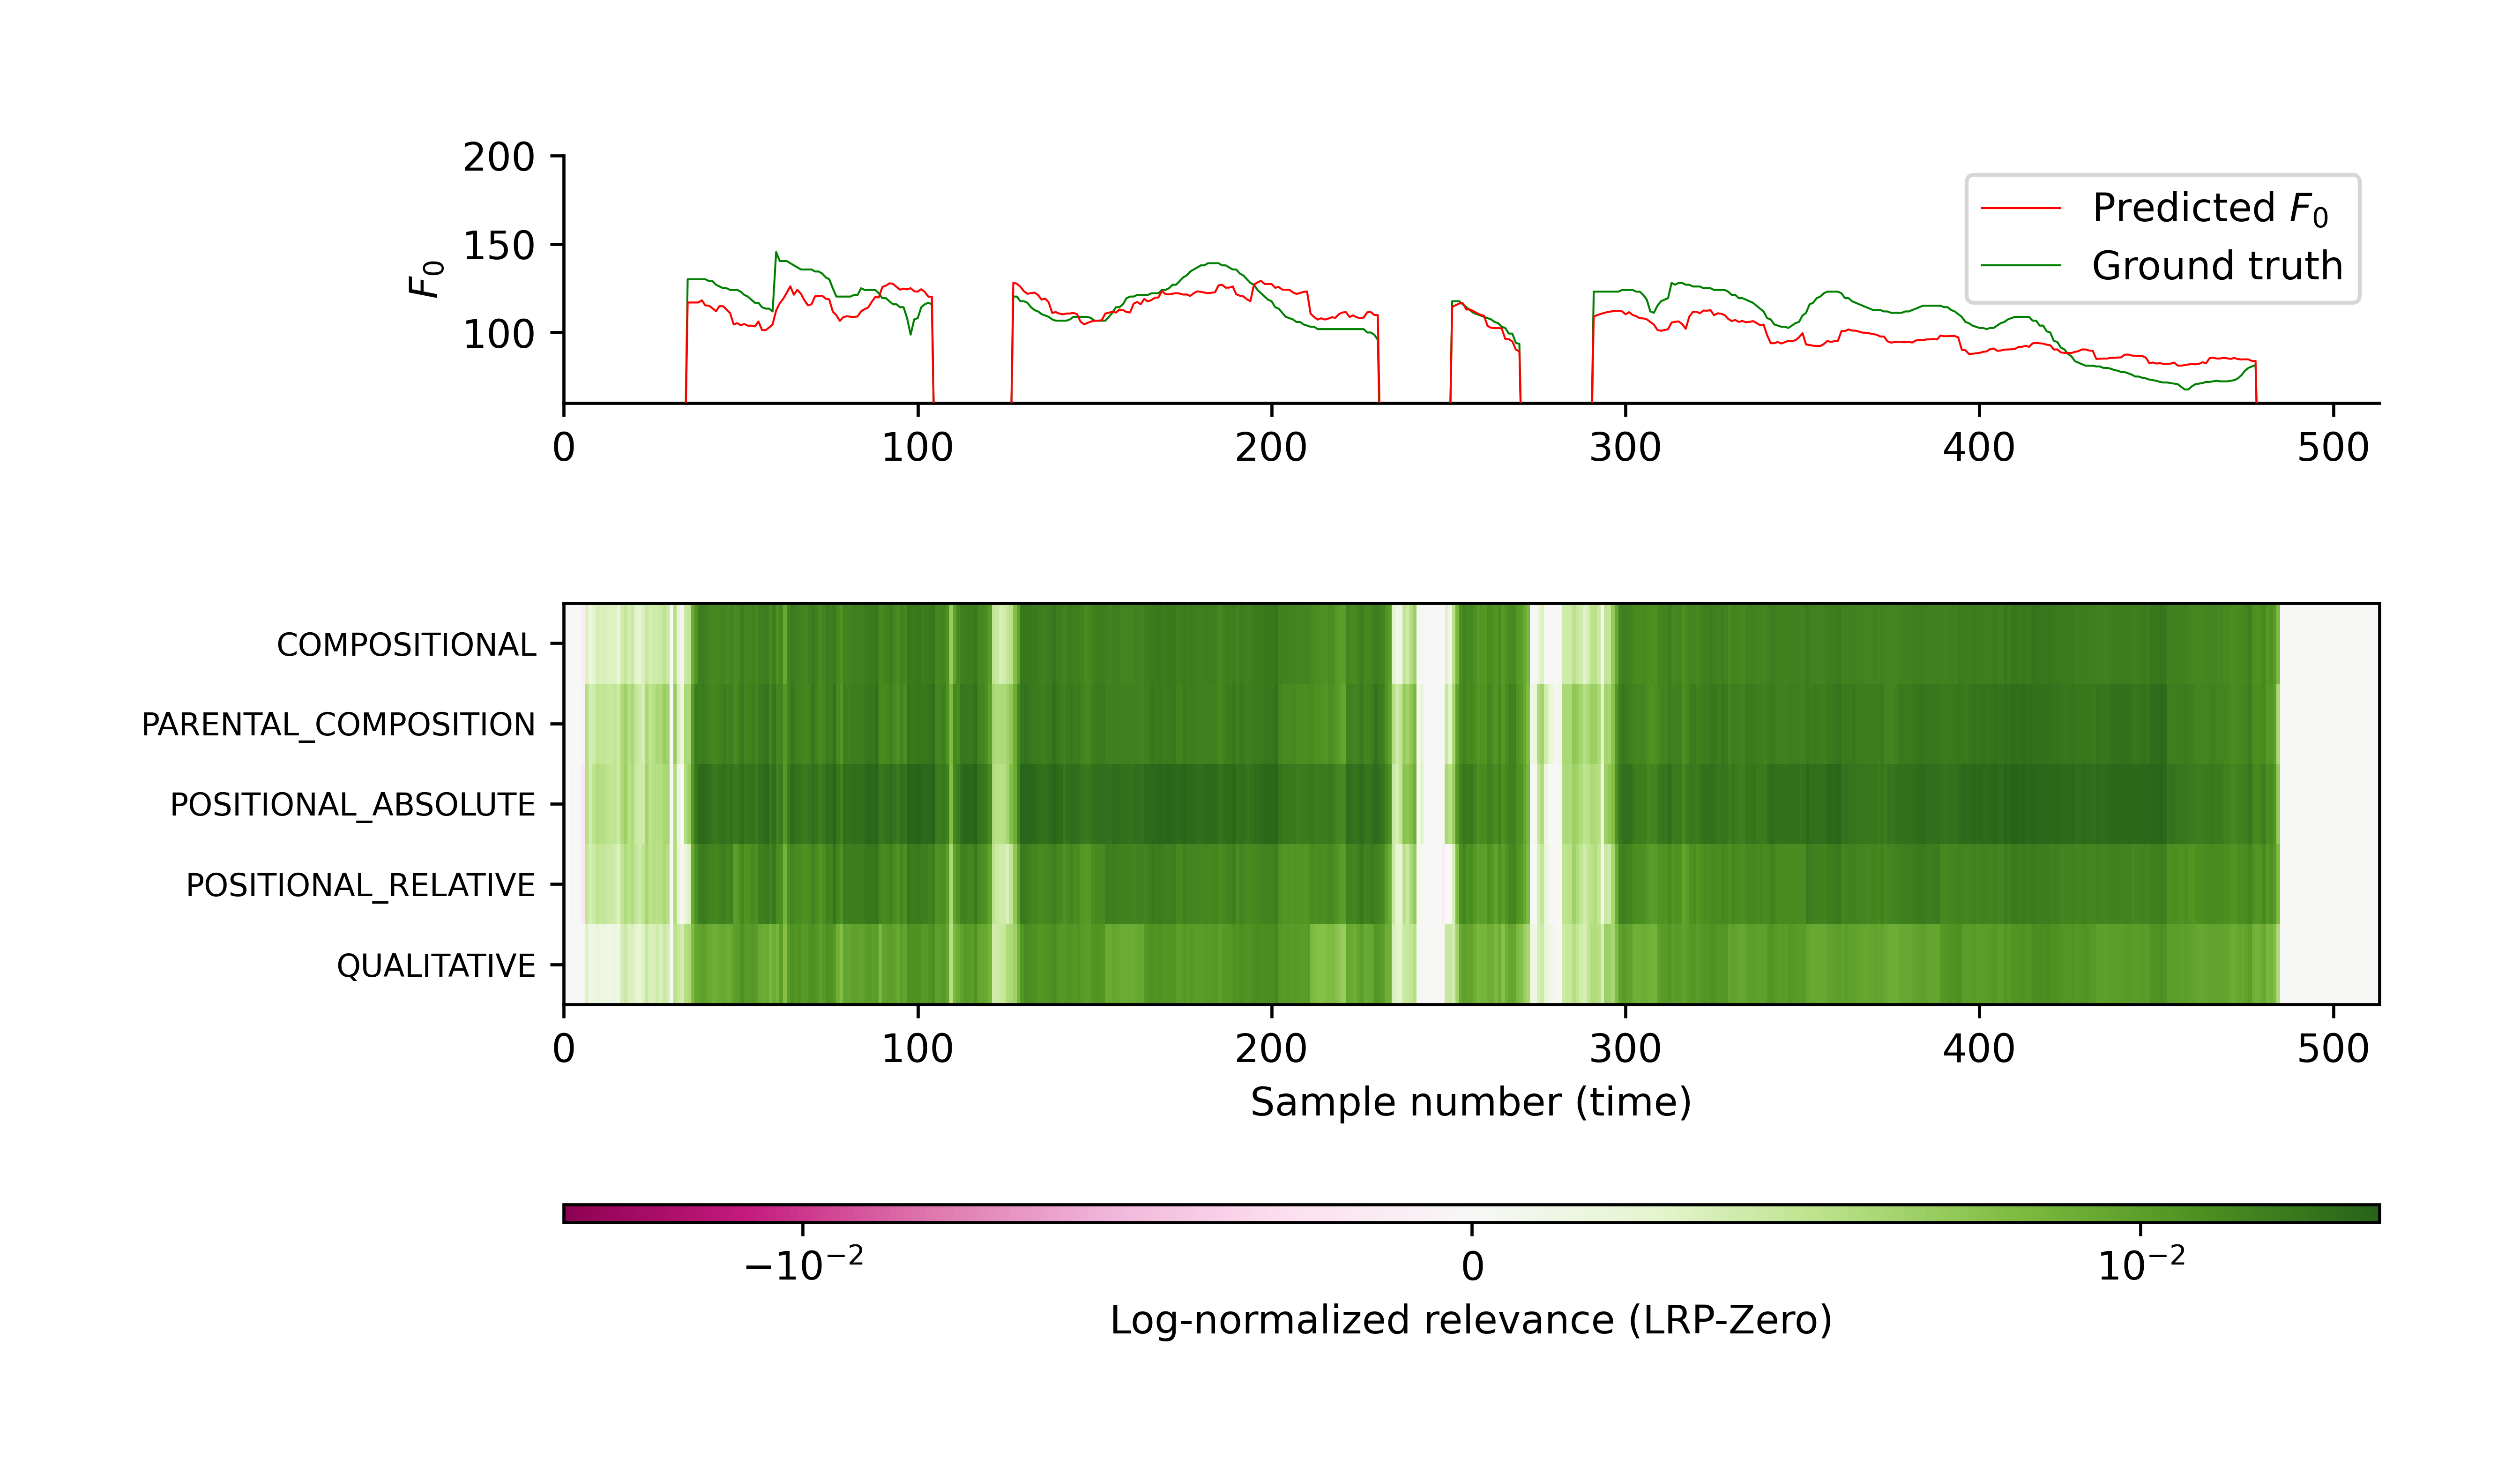 200
150
100
F₀
Predicted F₀
Ground truth
0 100 200 300 400 500
COMPOSITIONAL
PARENTAL_COMPOSITION
POSITIONAL_ABSOLUTE
POSITIONAL_RELATIVE
QUALITATIVE
0 100 200 300 400 500
Sample number (time)
−10⁻² 0 10⁻²
Log-normalized relevance (LRP-Zero)